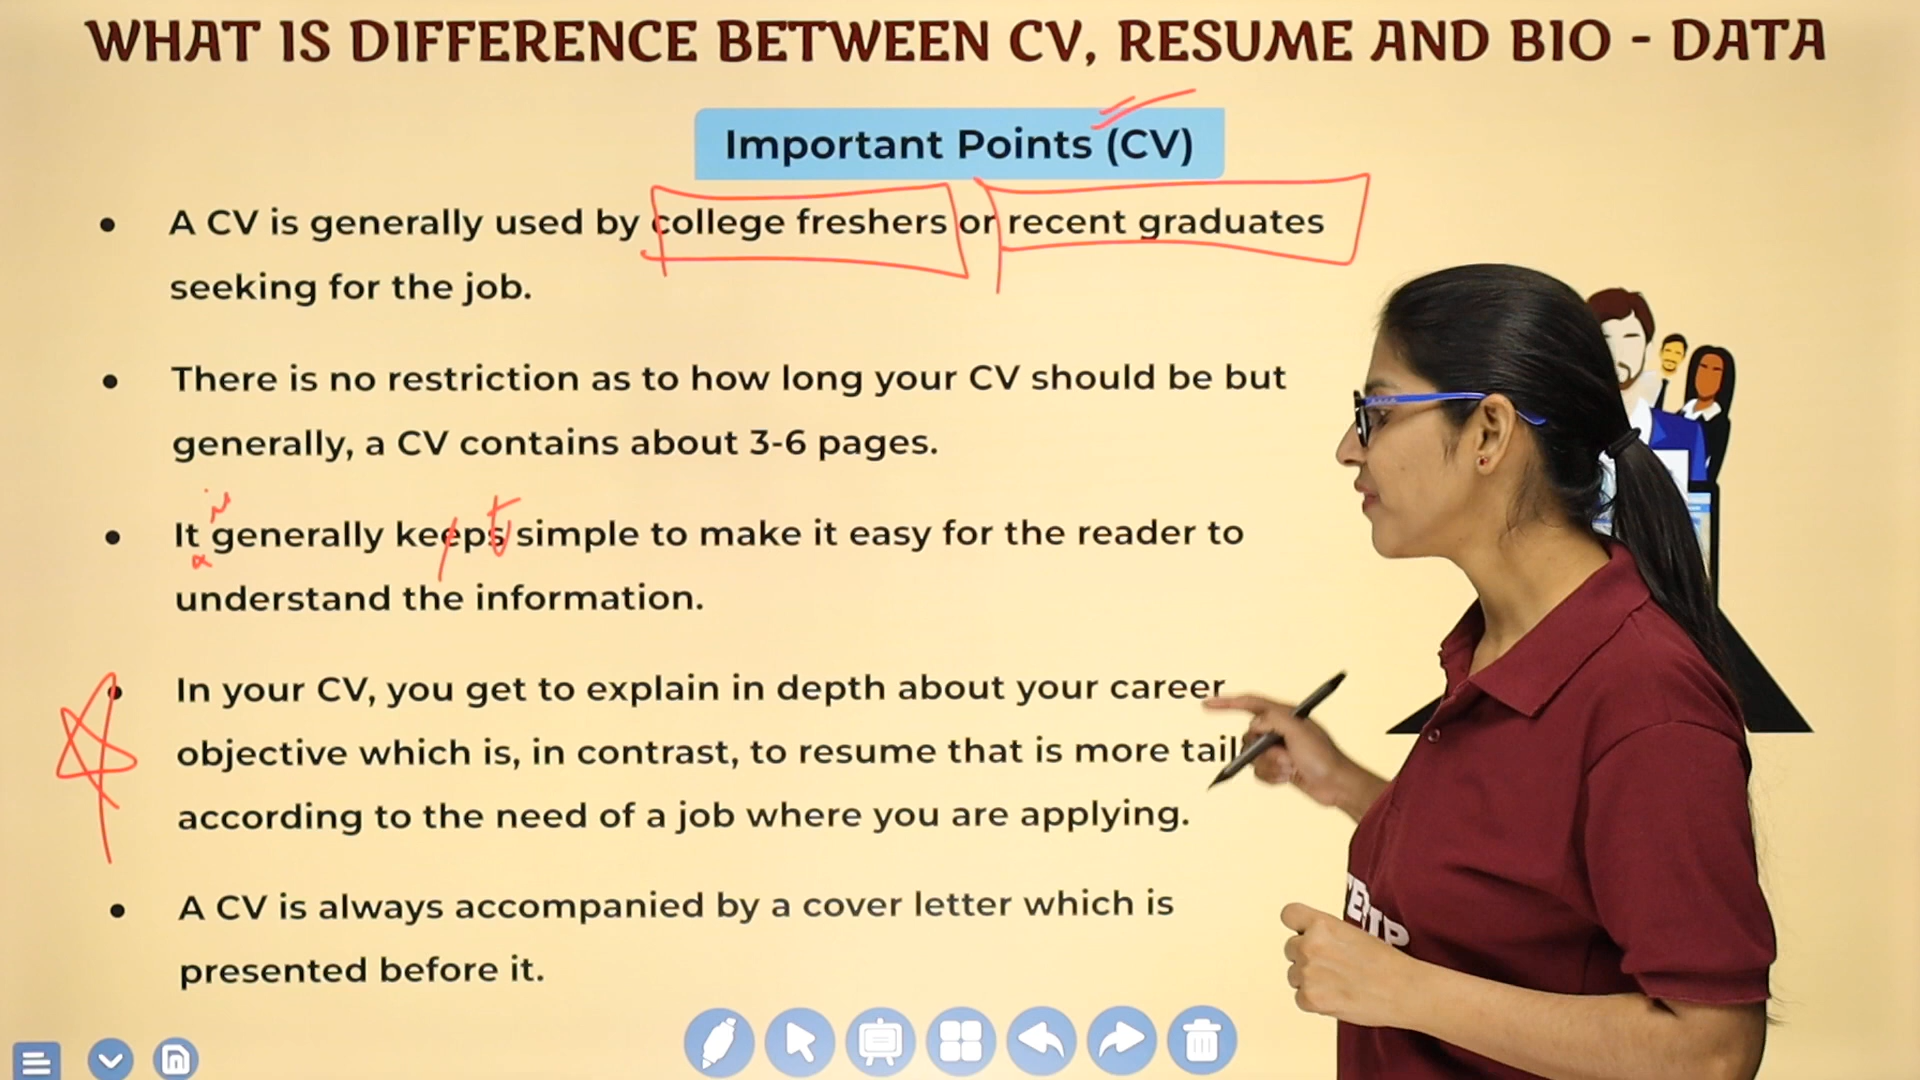 WHAT IS DIFFERENCE BETWEEN CV, RESUME AND BIO - DATA
Important Points (CV)
A CV is generally used by college freshers or recent graduates
seeking for the job.
There is no restriction as to how long your CV should be but
generally, a CV contains about 3-6 pages.
is
It generally keeps simple to make it easy for the reader to
understand the information.
In your CV, you get to explain in depth about your career
objective which is, in contrast, to resume that is more tail
according to the need of a job where you are applying.
A CV is always accompanied by a cover letter which is
presented before it.